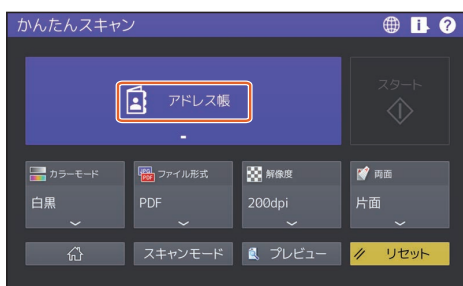 かんたんスキャン
アドレス帳
-
スタート
カラーモード
白黒
ファイル形式
PDF
PDF
解像度
200dpi
両面
片面
スキャンモード
プレビュー
リセット